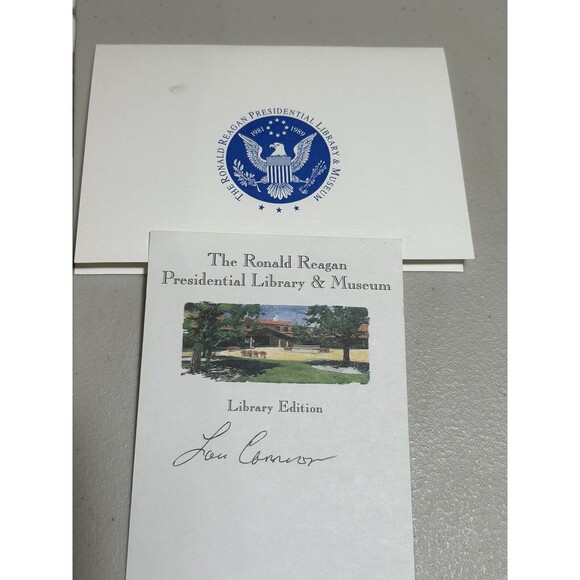 THE RONALD REAGAN PRESIDENTIAL LIBRARY & MUSEUM
1981 1989
The Ronald Reagan
Presidential Library & Museum
Library Edition
Lou Cannon